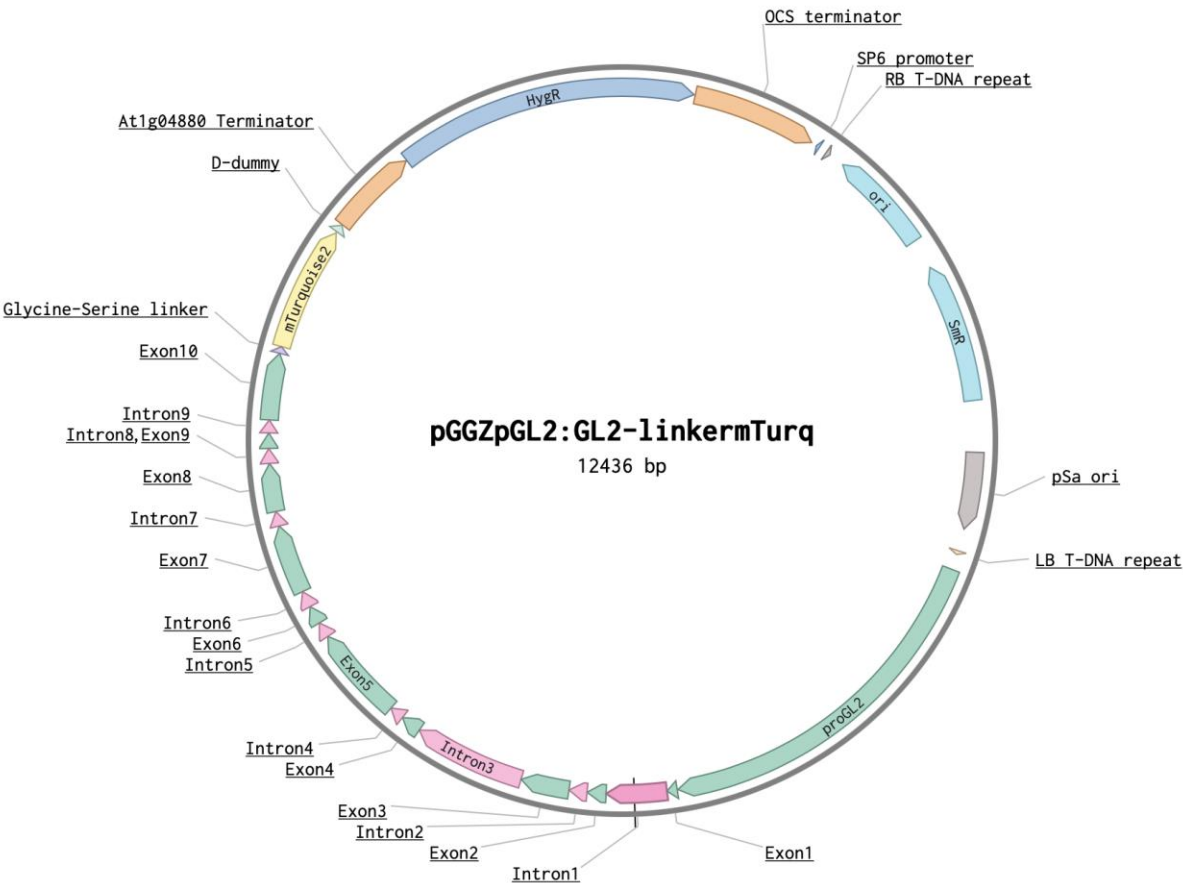 OCS terminator
SP6 promoter
RB T-DNA repeat
HygR
At1g04880 Terminator
D-dummy
ori
mTurquoise2
Glycine-Serine linker
SmR
Exon10
Intron9
Intron8, Exon9
pGGZpGL2:GL2-linkermTurq
12436 bp
Exon8
pSa ori
Intron7
Exon7
LB T-DNA repeat
Intron6
Exon6
Intron5
Exon5
proGL2
Intron4
Exon4
Intron3
Exon3
Intron2
Exon2
Exon1
Intron1